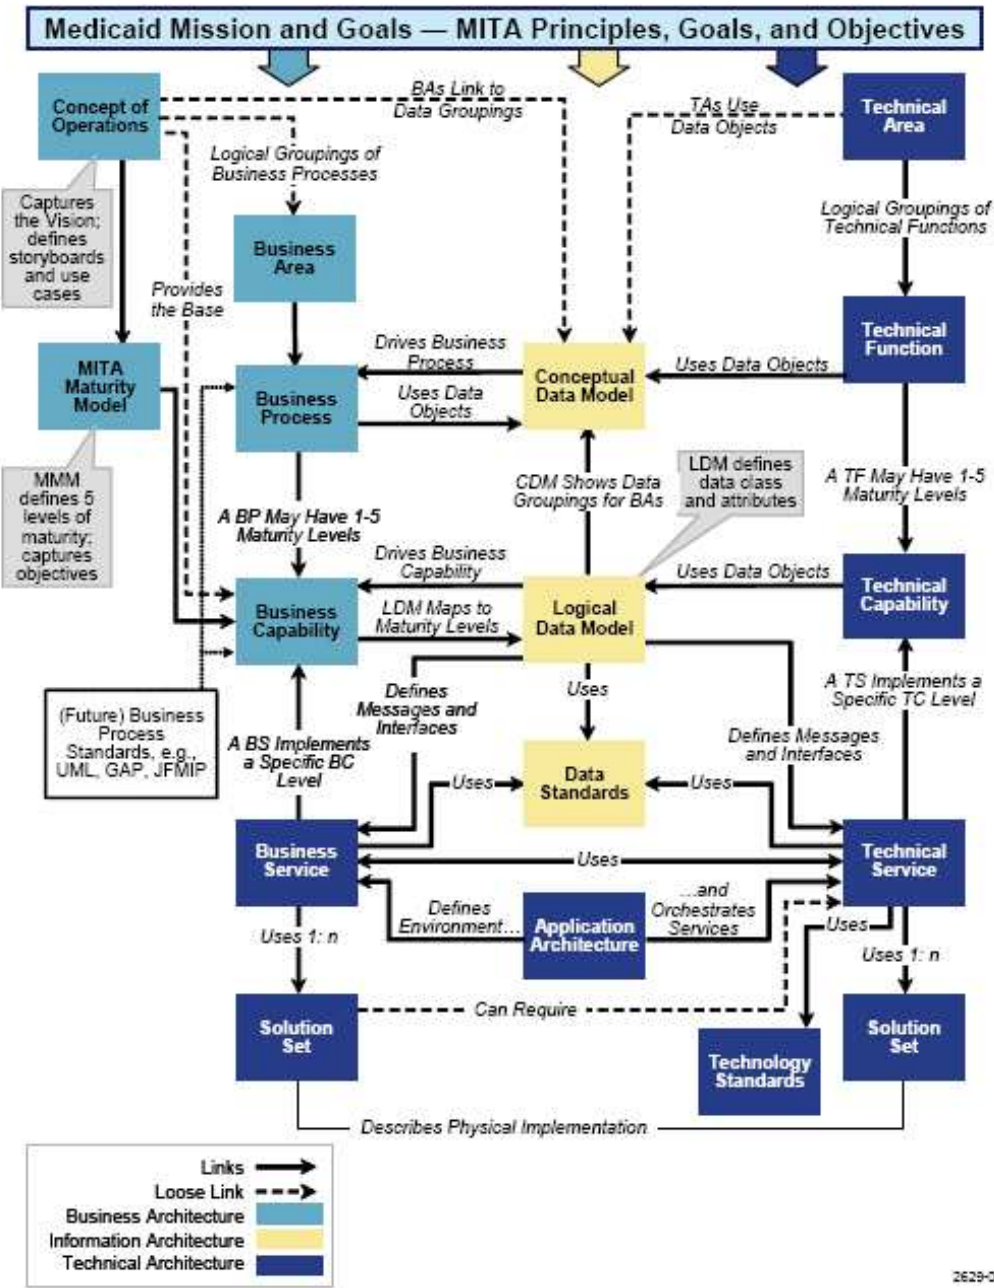 Medicaid Mission and Goals — MITA Principles, Goals, and Objectives
Concept of
Operations
BAs Link to
Data Groupings
TAs Use
Data Objects
Technical
Area
Logical Groupings of
Business Processes
Captures
the Vision;
defines
storyboards
and use
cases
Logical Groupings of
Technical Functions
Business
Area
Provides
the Base
MITA
Maturity
Model
Drives Business
Process
Business
Process
Uses Data
Objects
Conceptual
Data Model
Uses Data Objects
Technical
Function
MMM
defines 5
levels of
maturity;
captures
objectives
A BP May Have 1-5
Maturity Levels
CDM Shows Data
Groupings for BAs
LDM defines
data class
and attributes
A TF May Have 1-5
Maturity Levels
Drives Business
Capability
Business
Capability
LDM Maps to
Maturity Levels
Logical
Data Model
Uses Data Objects
Technical
Capability
(Future) Business
Process
Standards, e.g.,
UML, GAP, JFMIP
Defines
Messages and
Interfaces
Uses
A TS Implements a
Specific TC Level
A BS Implements
a Specific BC
Level
Defines Messages
and Interfaces
Uses
Data
Standards
Uses
Business
Service
Uses
Technical
Service
Defines
Environment...
Application
Architecture
...and
Orchestrates
Services
Uses
Uses 1: n
Uses 1: n
Solution
Set
Can Require
Technology
Standards
Solution
Set
Describes Physical Implementation
Links
Loose Link
Business Architecture
Information Architecture
Technical Architecture